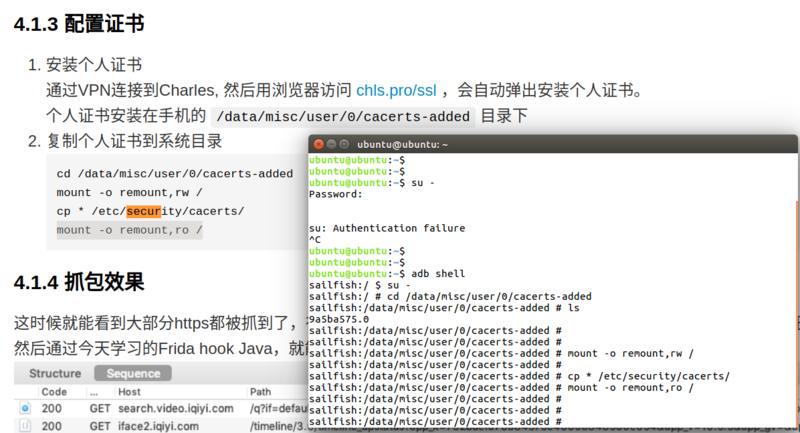 4.1.3 配置证书
1. 安装个人证书
通过VPN连接到Charles, 然后用浏览器访问 chls.pro/ssl ，会自动弹出安装个人证书。
个人证书安装在手机的 /data/misc/user/0/cacerts-added 目录下
2. 复制个人证书到系统目录
cd /data/misc/user/0/cacerts-added
mount -o remount,rw /
cp * /etc/security/cacerts/
mount -o remount,ro /
4.1.4 抓包效果
这时候就能看到大部分https都被抓到了，
然后通过今天学习的Frida hook Java，就
Structure Sequence
Code ... Host Path
200 GET search.video.iqiyi.com /q?if=defau
200 GET iface2.iqiyi.com
ubuntu@ubuntu: ~
ubuntu@ubuntu:~$
ubuntu@ubuntu:~$
ubuntu@ubuntu:~$ su -
Password:
su: Authentication failure
^C
ubuntu@ubuntu:~$
ubuntu@ubuntu:~$
ubuntu@ubuntu:~$ adb shell
sailfish:/ $ su -
sailfish:/ # cd /data/misc/user/0/cacerts-added
sailfish:/data/misc/user/0/cacerts-added # ls
9a5ba575.0
sailfish:/data/misc/user/0/cacerts-added #
sailfish:/data/misc/user/0/cacerts-added #
sailfish:/data/misc/user/0/cacerts-added # mount -o remount,rw /
sailfish:/data/misc/user/0/cacerts-added #
sailfish:/data/misc/user/0/cacerts-added # cp * /etc/security/cacerts/
sailfish:/data/misc/user/0/cacerts-added # mount -o remount,ro /
sailfish:/data/misc/user/0/cacerts-added #
sailfish:/data/misc/user/0/cacerts-added #
sailfish:/data/misc/user/0/cacerts-added #